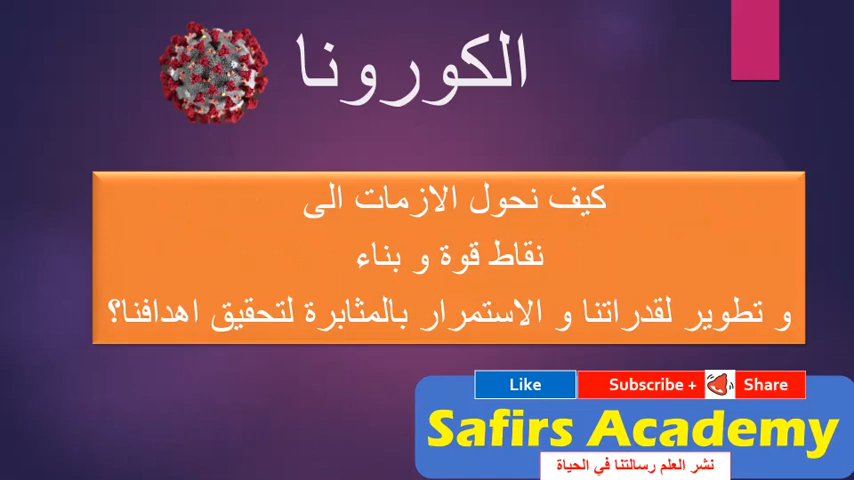 الكورونا
كيف نحول الازمات الى
نقاط قوة و بناء
و تطوير لقدراتنا و الاستمرار بالمثابرة لتحقيق اهدافنا؟
Like
Subscribe +
Share
Safirs Academy
نشر العلم رسالتنا في الحياة